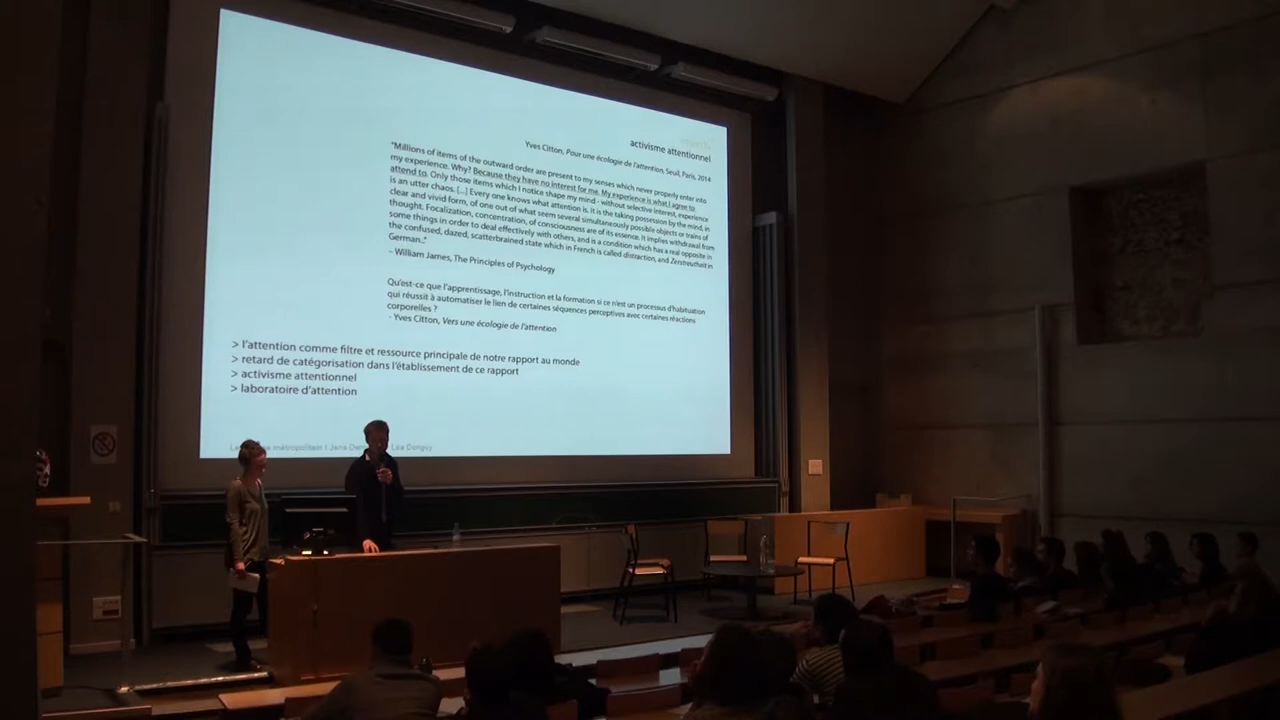 activisme attentionnel
Yves Citton, Pour une écologie de l'attention, Seuil, Paris, 2014
"Millions of items of the outward order are present to my senses which never properly enter into
my experience. Why? Because they have no interest for me. My experience is what I agree to
attend to. Only those items which I notice shape my mind - without selective interest, experience
is an utter chaos. [...] Every one knows what attention is. It is the taking possession by the mind, in
clear and vivid form, of one out of what seem several simultaneously possible objects or trains of
thought. Focalization, concentration, of consciousness are of its essence. It implies withdrawal from
some things in order to deal effectively with others, and is a condition which has a real opposite in
the confused, dazed, scatterbrained state which in French is called distraction, and Zerstreutheit in
German.."
– William James, The Principles of Psychology
Qu'est-ce que l'apprentissage, l'instruction et la formation si ce n'est un processus d'habituation
qui réussit à automatiser le lien de certaines séquences perceptives avec certaines réactions
corporelles ?
- Yves Citton, Vers une écologie de l'attention
> l'attention comme filtre et ressource principale de notre rapport au monde
> retard de catégorisation dans l'établissement de ce rapport
> activisme attentionnel
> laboratoire d'attention
métropolitain | Jens Léa Donguy